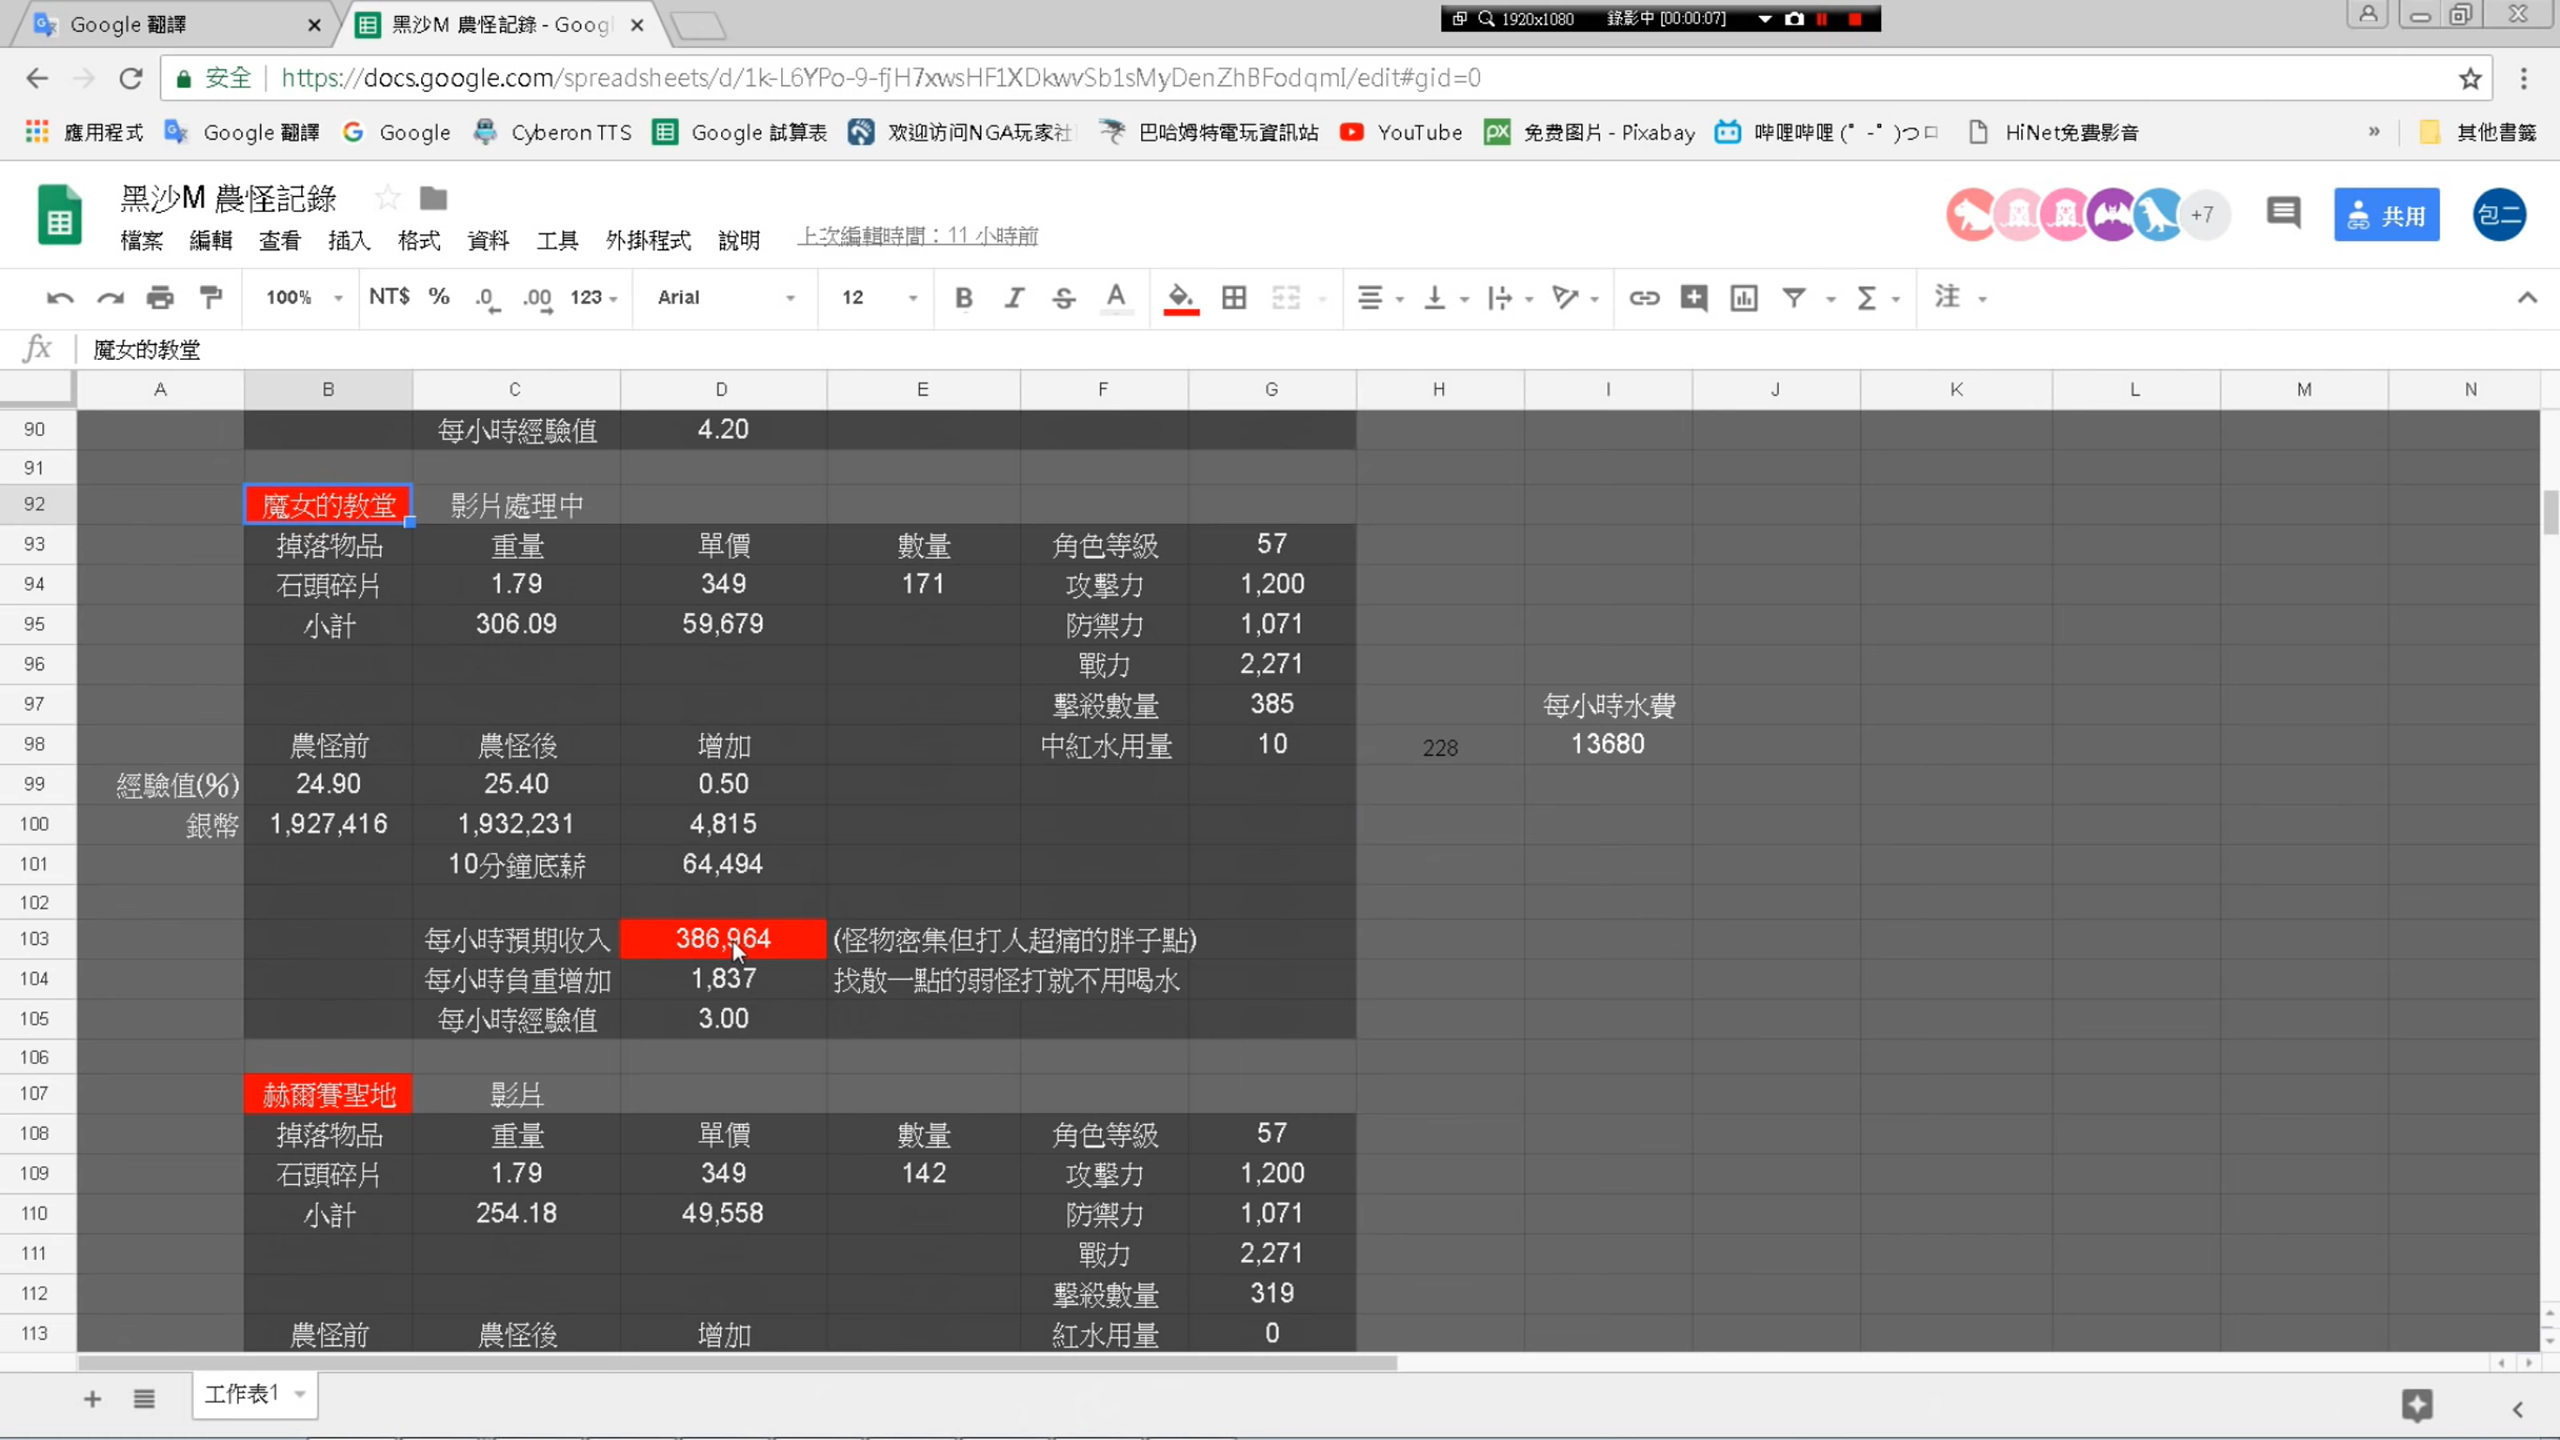 Google 翻譯
黑沙M 農怪記錄 - Googl
1920x1080 錄影中 [00:00:07]
安全 https://docs.google.com/spreadsheets/d/1k-L6YPo-9-fjH7xwsHF1XDkwvSb1sMyDenZhBFodqmI/edit#gid=0
應用程式 Google 翻譯 Google Cyberon TTS Google 試算表 欢迎访问NGA玩家社 巴哈姆特電玩資訊站 YouTube 免费图片 - Pixabay 哔哩哔哩 (゜-゜)つロ HiNet免費影音 » 其他書籤
黑沙M 農怪記錄
+7 共用 包二
檔案 編輯 查看 插入 格式 資料 工具 外掛程式 說明 上次編輯時間：11 小時前
100% NT$ % .0 .00 123 Arial 12 B I S A Σ 注
fx 魔女的教堂
A B C D E F G H I J K L M N
90 每小時經驗值 4.20
91
92 魔女的教堂 影片處理中
93 掉落物品 重量 單價 數量 角色等級 57
94 石頭碎片 1.79 349 171 攻擊力 1,200
95 小計 306.09 59,679 防禦力 1,071
96 戰力 2,271
97 擊殺數量 385 每小時水費
98 農怪前 農怪後 增加 中紅水用量 10 228 13680
99 經驗值(%) 24.90 25.40 0.50
100 銀幣 1,927,416 1,932,231 4,815
101 10分鐘底薪 64,494
102
103 每小時預期收入 386,964 (怪物密集但打人超痛的胖子點)
104 每小時負重增加 1,837 找散一點的弱怪打就不用喝水
105 每小時經驗值 3.00
106
107 赫爾賽聖地 影片
108 掉落物品 重量 單價 數量 角色等級 57
109 石頭碎片 1.79 349 142 攻擊力 1,200
110 小計 254.18 49,558 防禦力 1,071
111 戰力 2,271
112 擊殺數量 319
113 農怪前 農怪後 增加 紅水用量 0
工作表1